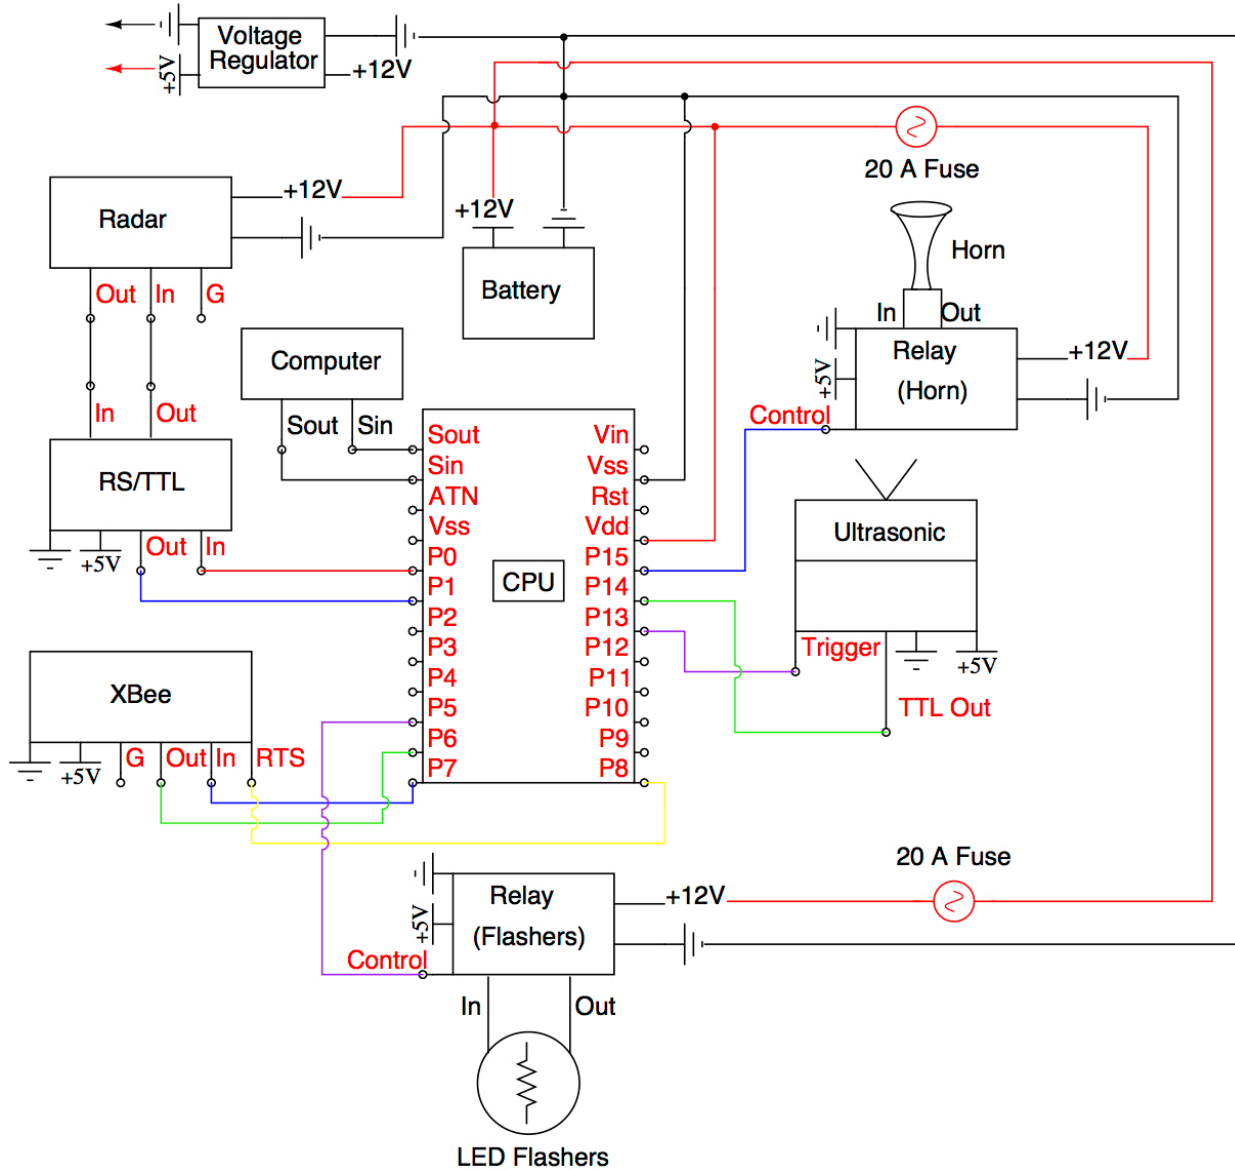 Voltage
Regulator
+5V
+12V
20 A Fuse
+12V
Radar
+12V
Horn
Battery
Out In G
In Out
Computer
Relay
(Horn)
+12V
+5V
In Out
Sout Sin
Control
Sout
Sin
ATN
Vss
P0
P1
P2
P3
P4
P5
P6
P7
CPU
Vin
Vss
Rst
Vdd
P15
P14
P13
P12
P11
P10
P9
P8
RS/TTL
+5V
Out In
Ultrasonic
Trigger
+5V
TTL Out
XBee
+5V
G Out In RTS
20 A Fuse
Relay
(Flashers)
+12V
+5V
Control
In Out
LED Flashers